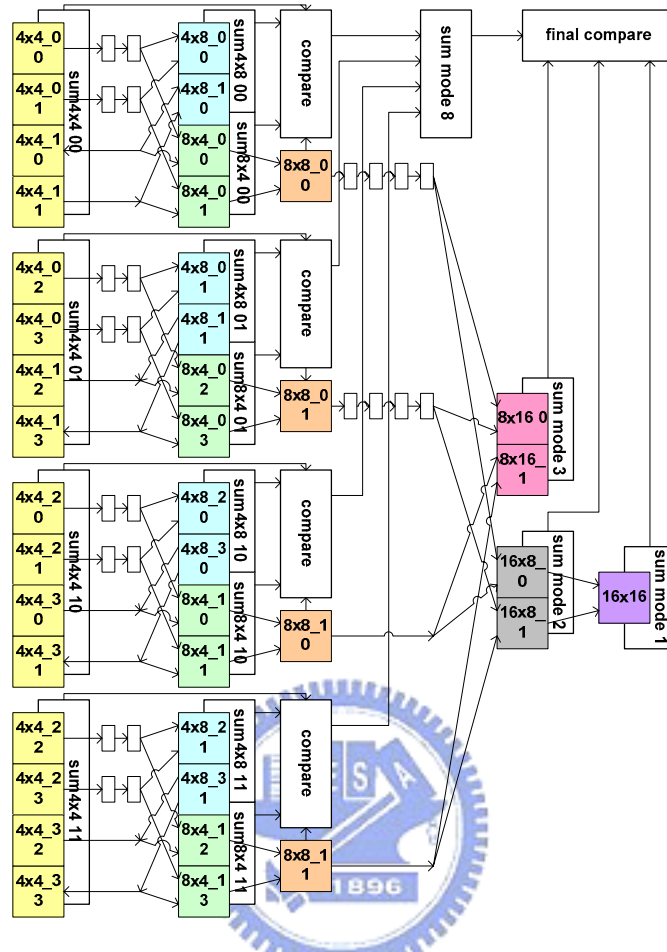 4x4_0
0
4x4_0
1
4x4_1
0
4x4_1
1
sum4x4 00
4x8_0
0
4x8_1
0
8x4_0
0
8x4_0
1
sum4x8 00
sum8x4 00
compare
8x8_0
0
sum mode 8
final compare
4x4_0
2
4x4_0
3
4x4_1
2
4x4_1
3
sum4x4 01
4x8_0
1
4x8_1
1
8x4_0
2
8x4_0
3
sum4x8 01
sum8x4 01
compare
8x8_0
1
8x16 0
8x16_
1
sum mode 3
4x4_2
0
4x4_2
1
4x4_3
0
4x4_3
1
sum4x4 10
4x8_2
0
4x8_3
0
8x4_1
0
8x4_1
1
sum4x8 10
sum8x4 10
compare
8x8_1
0
16x8_
0
16x8_
1
sum mode 2
16x16
sum mode 1
4x4_2
2
4x4_2
3
4x4_3
2
4x4_3
3
sum4x4 11
4x8_2
1
4x8_3
1
8x4_1
2
8x4_1
3
sum4x8 11
sum8x4 11
compare
8x8_1
1
E S
A
1896